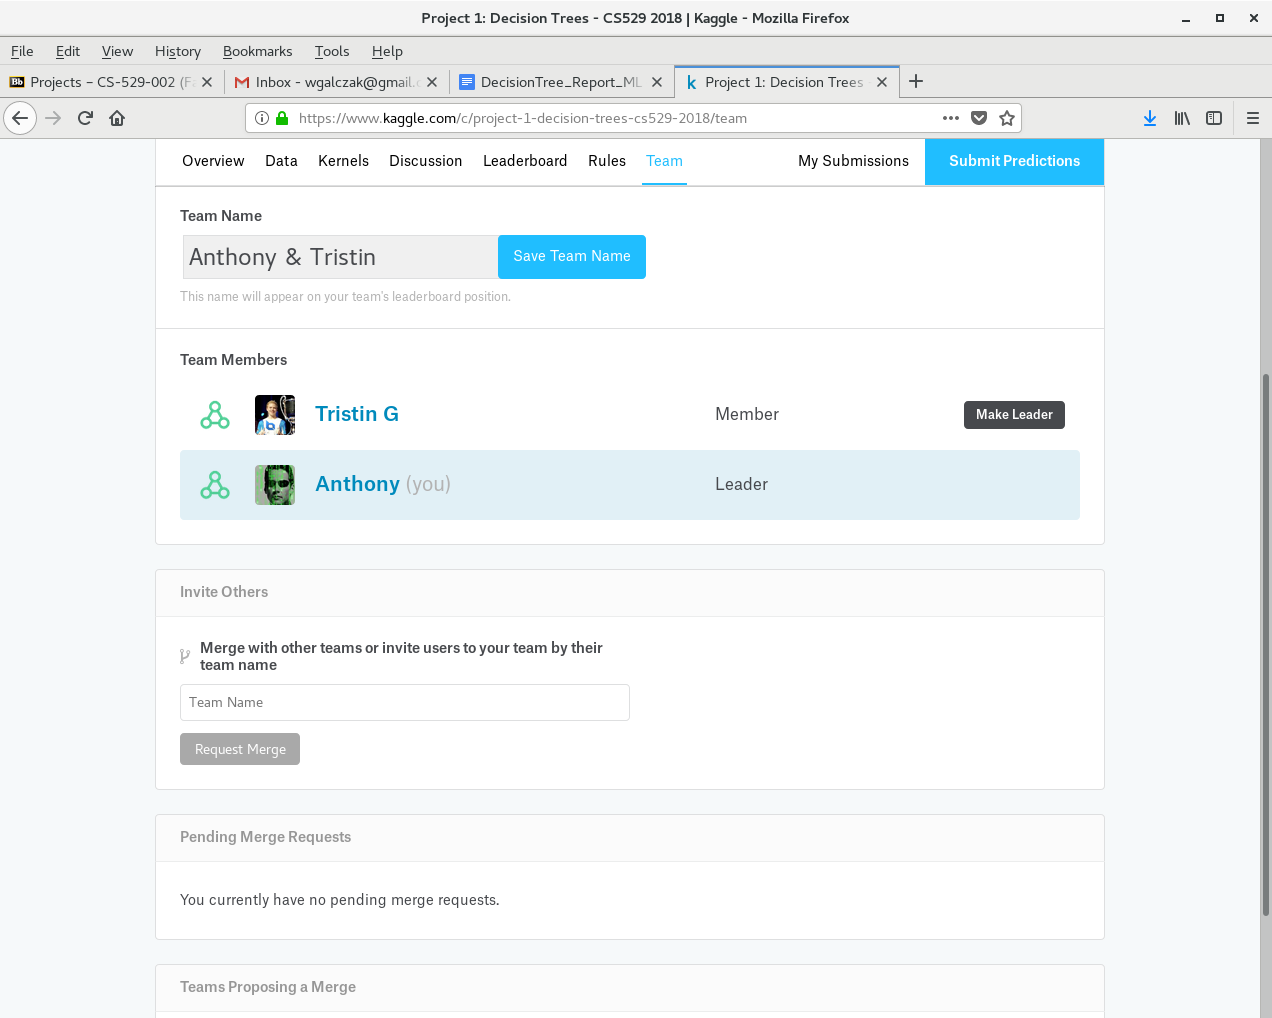 Project 1: Decision Trees - CS529 2018 | Kaggle - Mozilla Firefox
File Edit View History Bookmarks Tools Help
Bb Projects – CS-529-002 (F Inbox - wgalczak@gmail. DecisionTree_Report_ML Project 1: Decision Trees
https://www.kaggle.com/c/project-1-decision-trees-cs529-2018/team
Overview Data Kernels Discussion Leaderboard Rules Team My Submissions Submit Predictions
Team Name
Anthony & Tristin Save Team Name
This name will appear on your team's leaderboard position.
Team Members
Tristin G Member Make Leader
Anthony (you) Leader
Invite Others
Merge with other teams or invite users to your team by their
team name
Team Name
Request Merge
Pending Merge Requests
You currently have no pending merge requests.
Teams Proposing a Merge